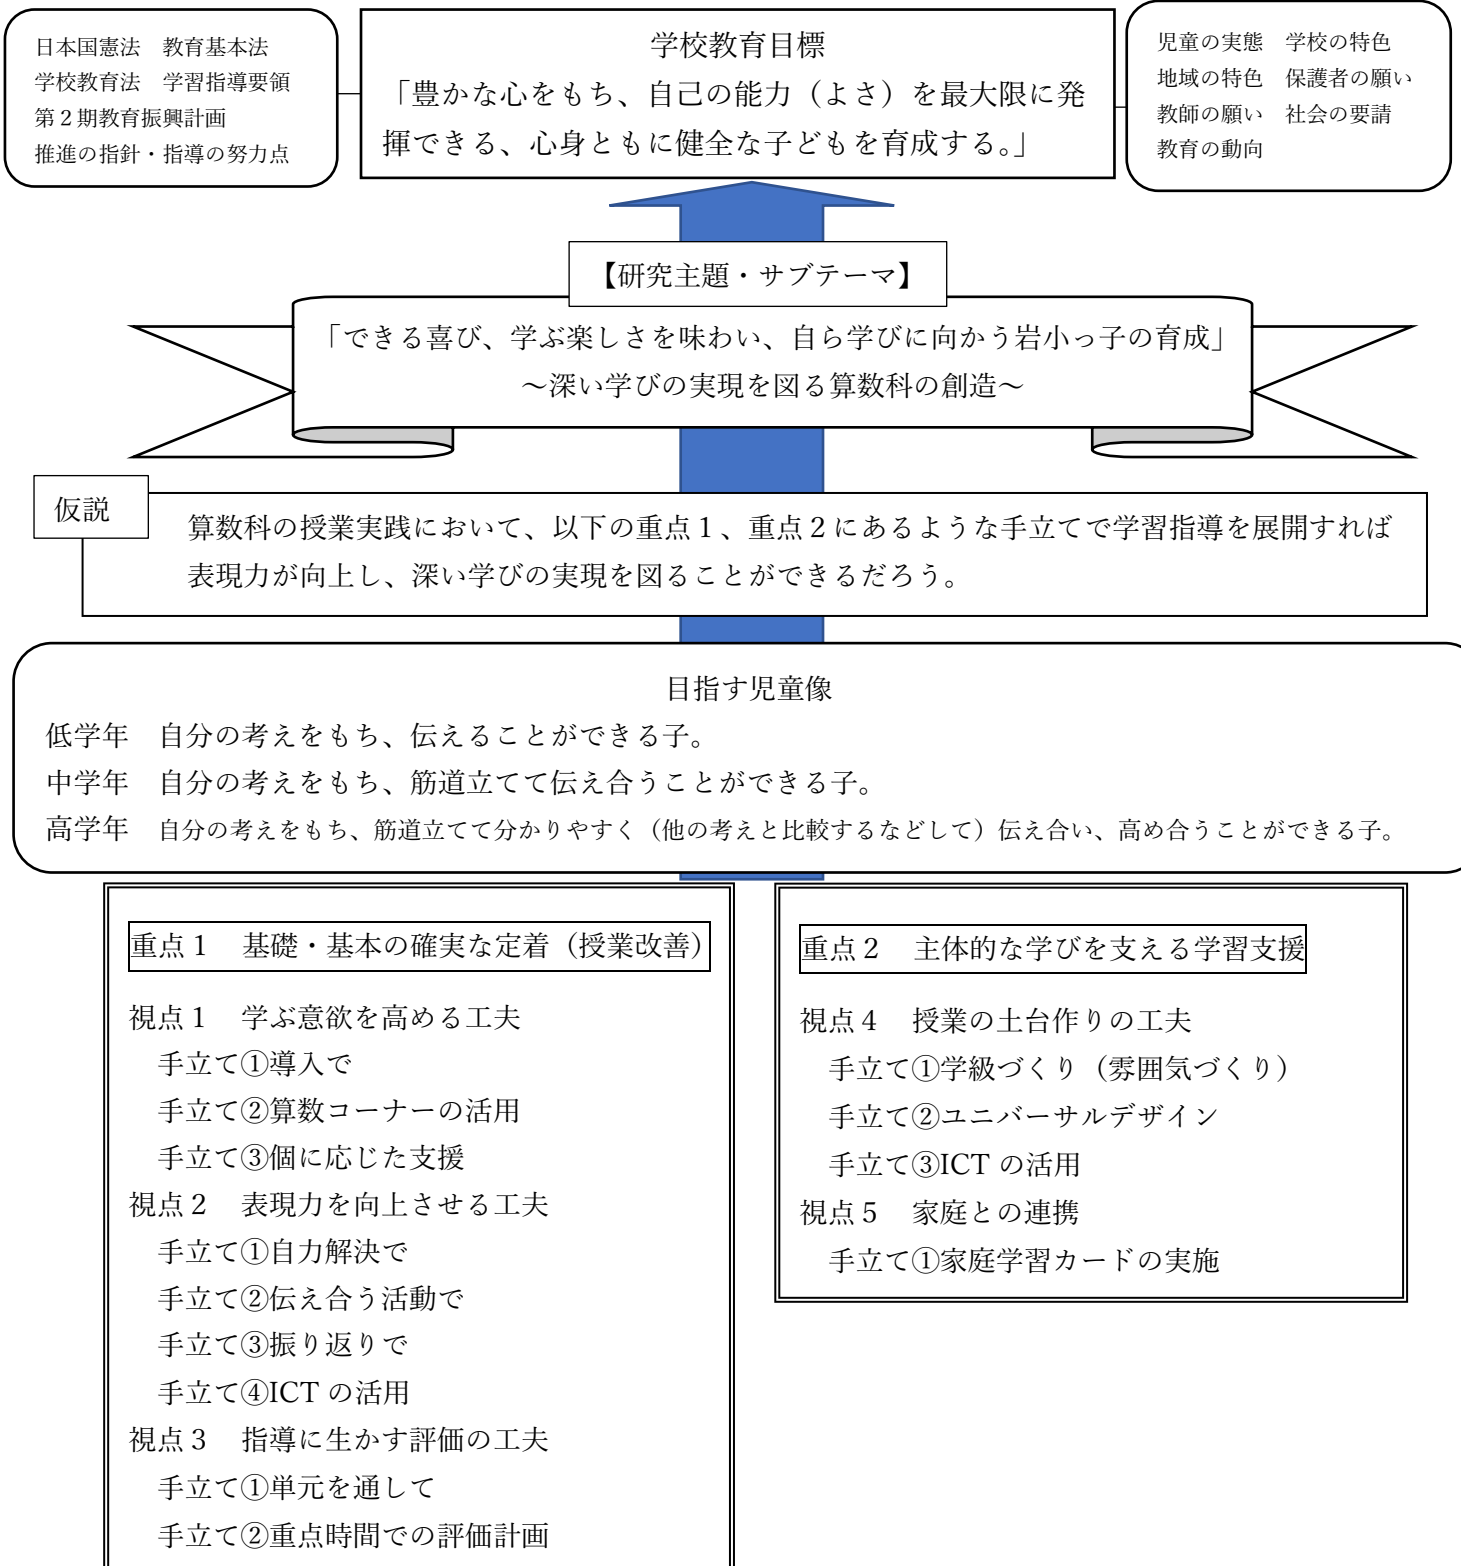 日本国憲法　教育基本法
学校教育法　学習指導要領
第２期教育振興計画
推進の指針・指導の努力点
学校教育目標
「豊かな心をもち、自己の能力（よさ）を最大限に発
揮できる、心身ともに健全な子どもを育成する。」
児童の実態　学校の特色
地域の特色　保護者の願い
教師の願い　社会の要請
教育の動向
【研究主題・サブテーマ】
「できる喜び、学ぶ楽しさを味わい、自ら学びに向かう岩小っ子の育成」
～深い学びの実現を図る算数科の創造～
仮説
算数科の授業実践において、以下の重点１、重点２にあるような手立てで学習指導を展開すれば
表現力が向上し、深い学びの実現を図ることができるだろう。
目指す児童像
低学年　自分の考えをもち、伝えることができる子。
中学年　自分の考えをもち、筋道立てて伝え合うことができる子。
高学年　自分の考えをもち、筋道立てて分かりやすく（他の考えと比較するなどして）伝え合い、高め合うことができる子。
重点１　基礎・基本の確実な定着（授業改善）
視点１　学ぶ意欲を高める工夫
手立て①導入で
手立て②算数コーナーの活用
手立て③個に応じた支援
視点２　表現力を向上させる工夫
手立て①自力解決で
手立て②伝え合う活動で
手立て③振り返りで
手立て④ICT の活用
視点３　指導に生かす評価の工夫
手立て①単元を通して
手立て②重点時間での評価計画
重点２　主体的な学びを支える学習支援
視点４　授業の土台作りの工夫
手立て①学級づくり（雰囲気づくり）
手立て②ユニバーサルデザイン
手立て③ICT の活用
視点５　家庭との連携
手立て①家庭学習カードの実施